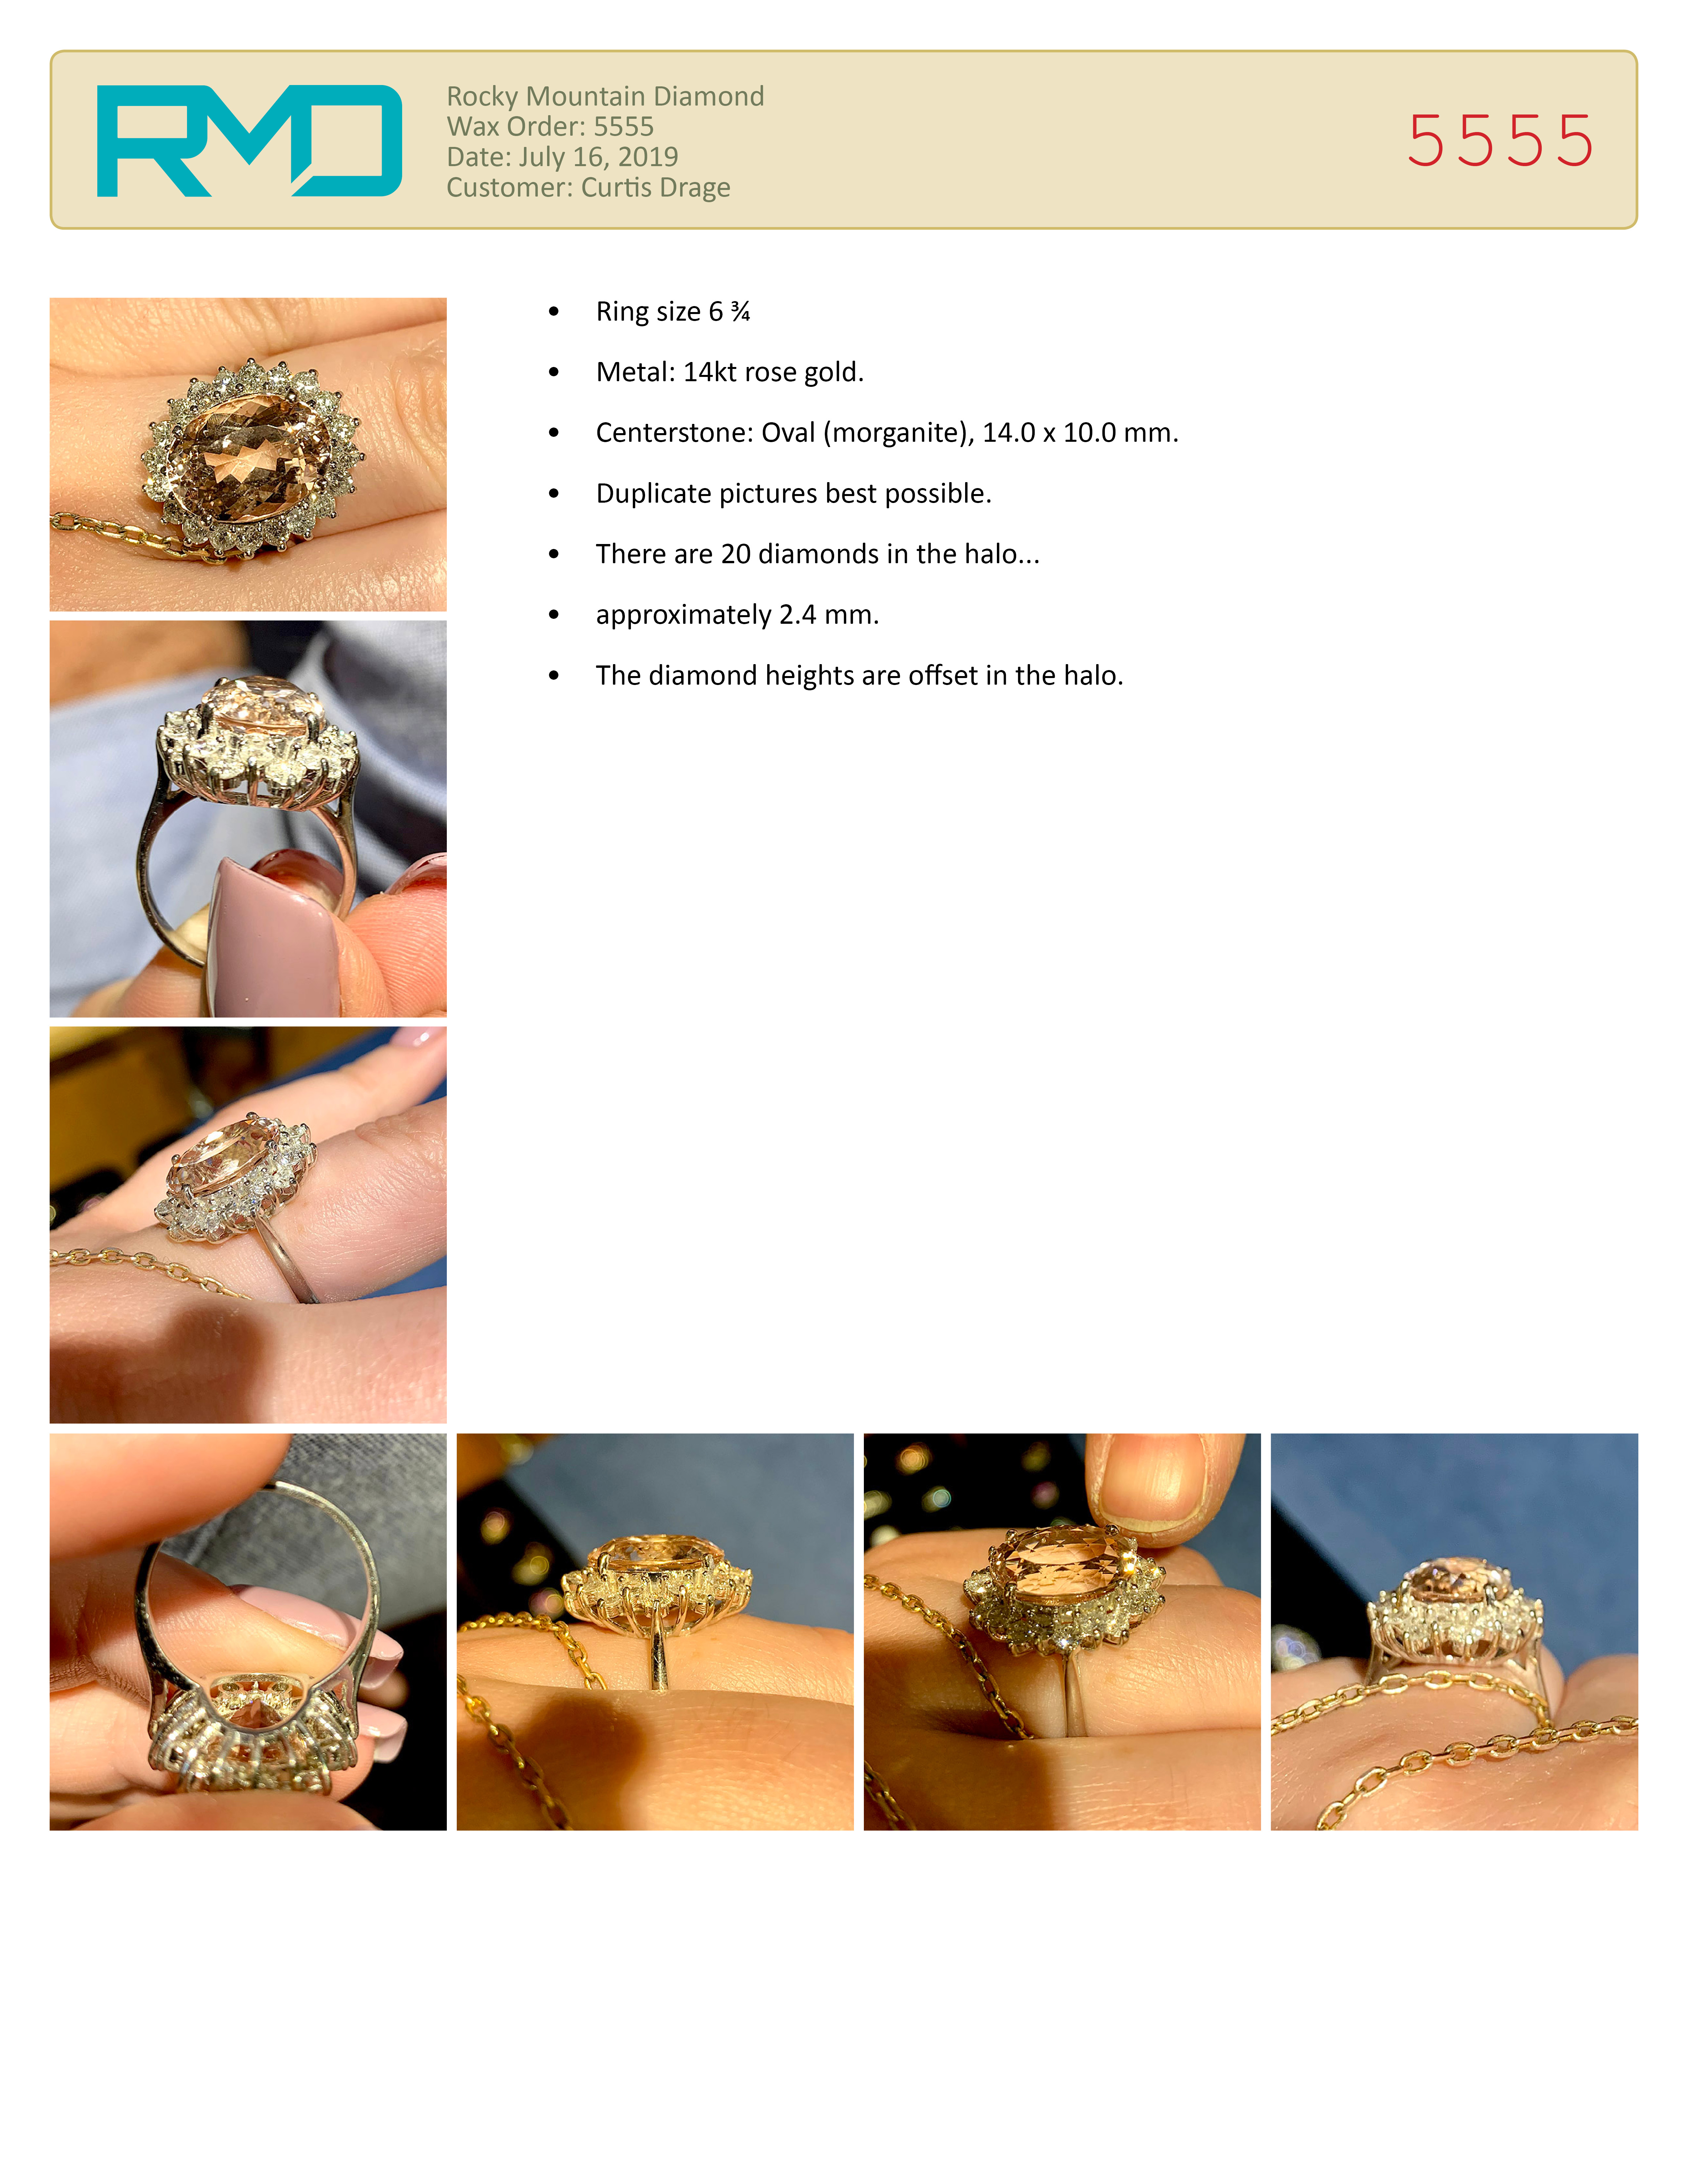 RMD
Rocky Mountain Diamond
Wax Order: 5555
Date: July 16, 2019
Customer: Curtis Drage
5555
• Ring size 6 ¾
• Metal: 14kt rose gold.
• Centerstone: Oval (morganite), 14.0 x 10.0 mm.
• Duplicate pictures best possible.
• There are 20 diamonds in the halo...
• approximately 2.4 mm.
• The diamond heights are offset in the halo.